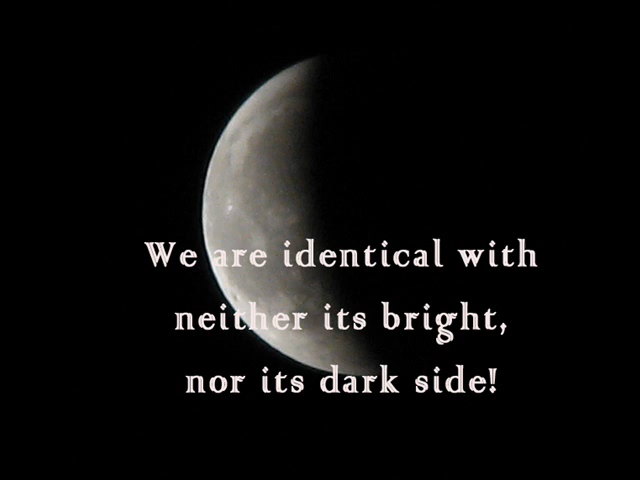 We are identical with
neither its bright,
nor its dark side!